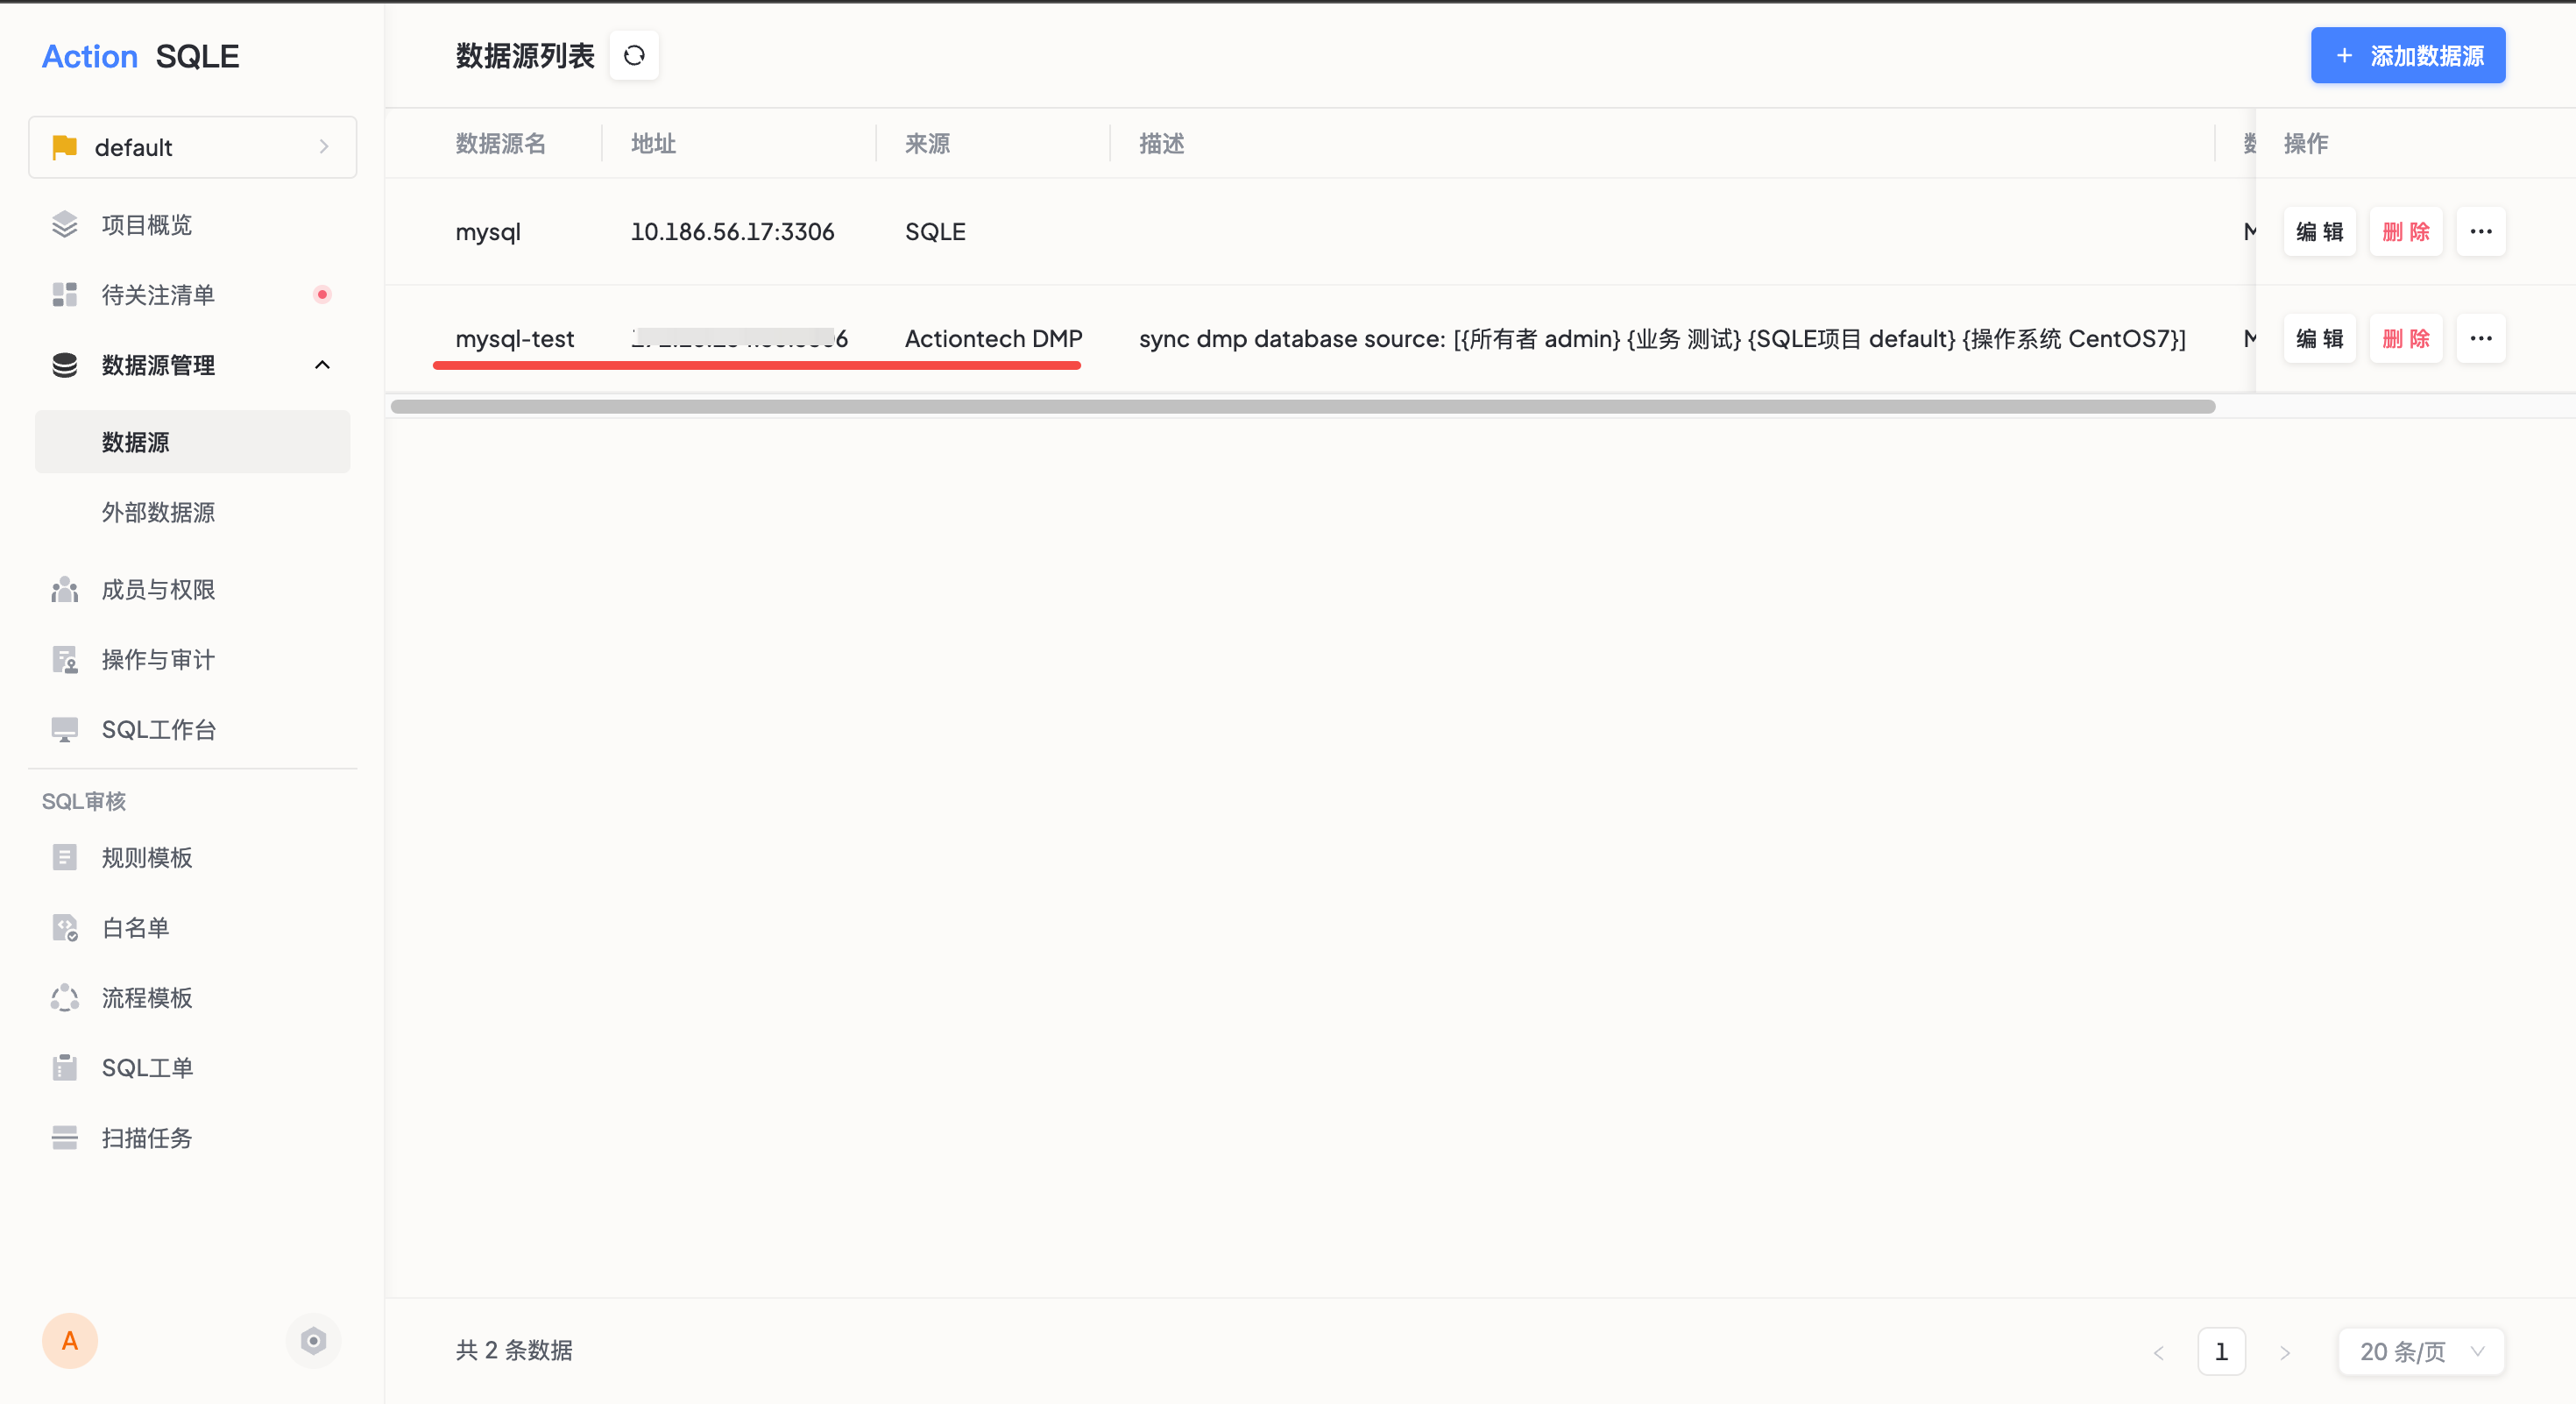 Action SQLE
default
项目概览
待关注清单
数据源管理
数据源
外部数据源
成员与权限
操作与审计
SQL工作台
SQL审核
规则模板
白名单
流程模板
SQL工单
扫描任务
A
数据源列表
+ 添加数据源
数据源名 地址 来源 描述 操作
mysql 10.186.56.17:3306 SQLE 编 辑 删 除 ···
mysql-test Actiontech DMP sync dmp database source: [{所有者 admin} {业务 测试} {SQLE项目 default} {操作系统 CentOS7}] 编 辑 删 除 ···
共 2 条数据
< 1 > 20 条/页